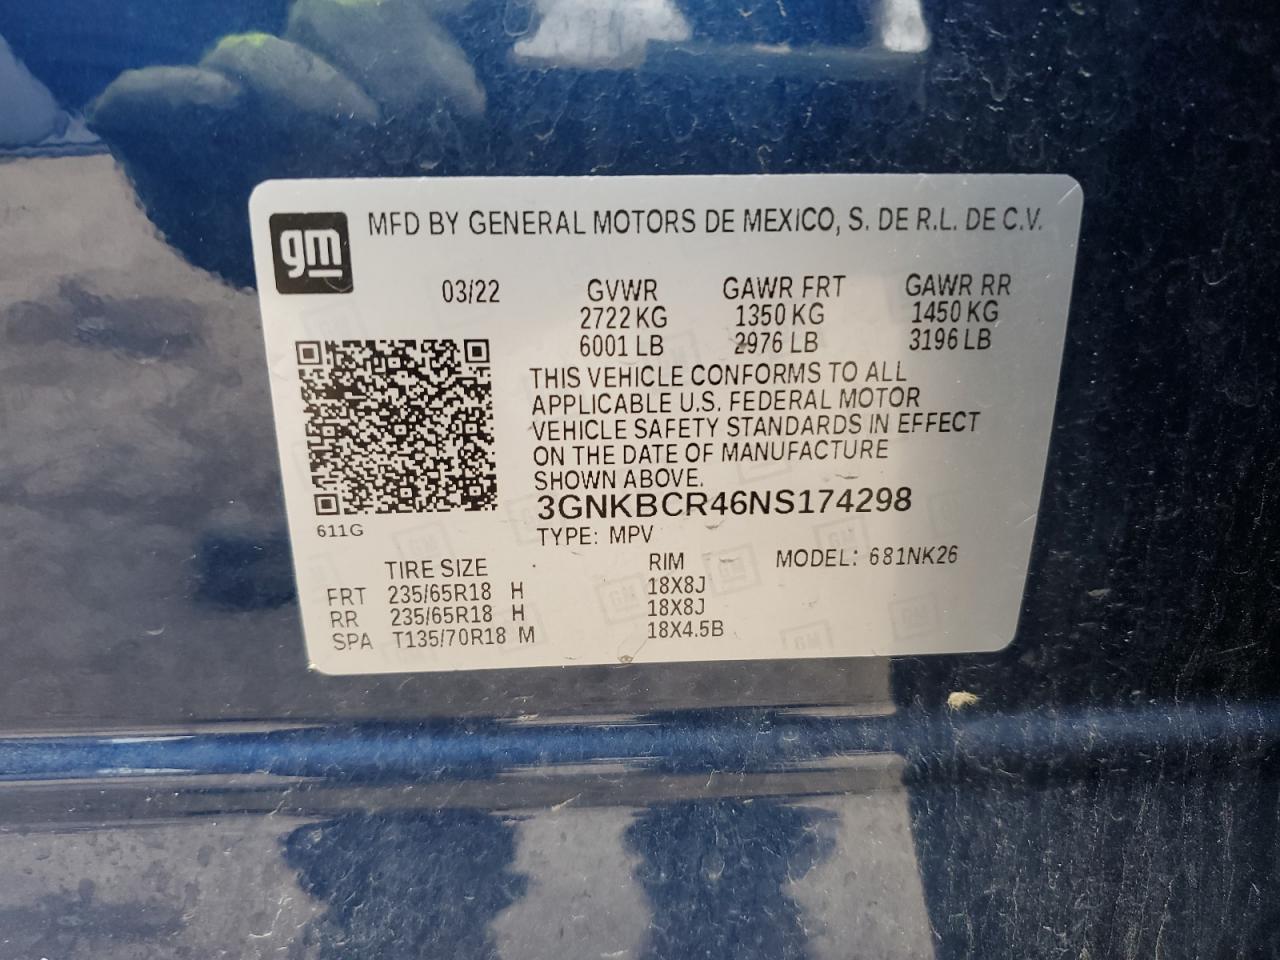 gm
MFD BY GENERAL MOTORS DE MEXICO, S. DE R.L. DE C.V.
03/22
GVWR GAWR FRT GAWR RR
2722 KG 1350 KG 1450 KG
6001 LB 2976 LB 3196 LB
THIS VEHICLE CONFORMS TO ALL
APPLICABLE U.S. FEDERAL MOTOR
VEHICLE SAFETY STANDARDS IN EFFECT
ON THE DATE OF MANUFACTURE
SHOWN ABOVE.
3GNKBCR46NS174298
611G
TYPE: MPV
TIRE SIZE RIM MODEL: 681NK26
FRT 235/65R18 H 18X8J
RR 235/65R18 H 18X8J
SPA T135/70R18 M 18X4.5B